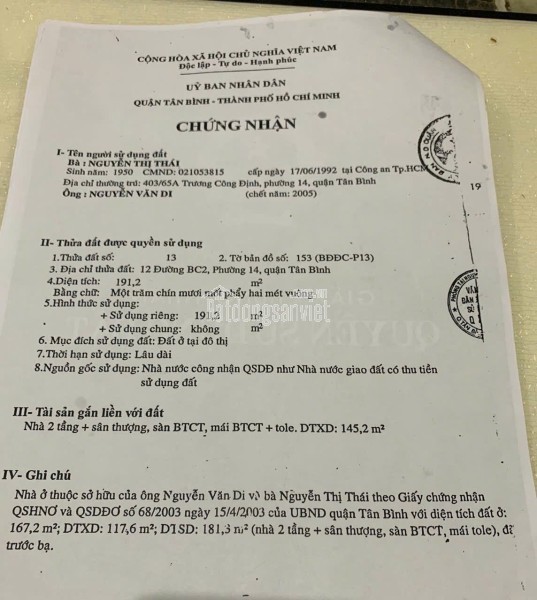 CỘNG HÒA XÃ HỘI CHỦ NGHĨA VIỆT NAM
Độc lập - Tự do - Hạnh phúc
UỶ BAN NHÂN DÂN
QUẬN TÂN BÌNH - THÀNH PHỐ HỒ CHÍ MINH
CHỨNG NHẬN
I- Tên người sử dụng đất
Bà : NGUYỄN THỊ THÁI
Sinh năm: 1950 CMND: 021053815 cấp ngày 17/06/1992 tại Công an Tp.HCM
Địa chỉ thường trú: 403/65A Trương Công Định, phường 14, quận Tân Bình
19
Ông : NGUYỄN VĂN DI (chết năm: 2005)
II- Thửa đất được quyền sử dụng
1.Thửa đất số: 13 2. Tờ bản đồ số: 153 (BĐĐC-P13)
3. Địa chỉ thửa đất: 12 Đường BC2, Phường 14, quận Tân Bình
4.Diện tích: 191,2 m²
Bằng chữ: Một trăm chín mươi mốt phẩy hai mét vuông
5.Hình thức sử dụng:
+ Sử dụng riêng: 191,2 m²
+ Sử dụng chung: không m²
batdongsanviet
6. Mục đích sử dụng đất: Đất ở tại đô thị
7.Thời hạn sử dụng: Lâu dài
8.Nguồn gốc sử dụng: Nhà nước công nhận QSDĐ như Nhà nước giao đất có thu tiền
sử dụng đất
III- Tài sản gắn liền với đất
Nhà 2 tầng + sân thượng, sàn BTCT, mái BTCT + tole. DTXD: 145,2 m²
IV- Ghi chú
Nhà ở thuộc sở hữu của ông Nguyễn Văn Di và bà Nguyễn Thị Thái theo Giấy chứng nhận
QSHNƠ và QSDĐƠ số 68/2003 ngày 15/4/2003 của UBND quận Tân Bình với diện tích đất ở:
167,2 m²; DTXD: 117,6 m²; DTSD: 181,3 m² (nhà 2 tầng + sân thượng, sàn BTCT, mái tole), đã
trước bạ.